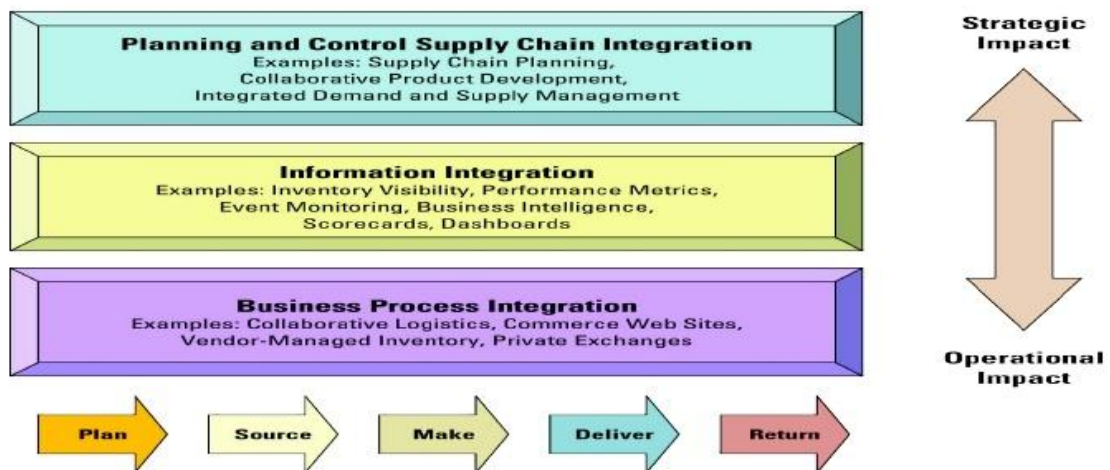 Planning and Control Supply Chain Integration
Examples: Supply Chain Planning,
Collaborative Product Development,
Integrated Demand and Supply Management
Strategic
Impact
Information Integration
Examples: Inventory Visibility, Performance Metrics,
Event Monitoring, Business Intelligence,
Scorecards, Dashboards
Business Process Integration
Examples: Collaborative Logistics, Commerce Web Sites,
Vendor-Managed Inventory, Private Exchanges
Operational
Impact
Plan
Source
Make
Deliver
Return